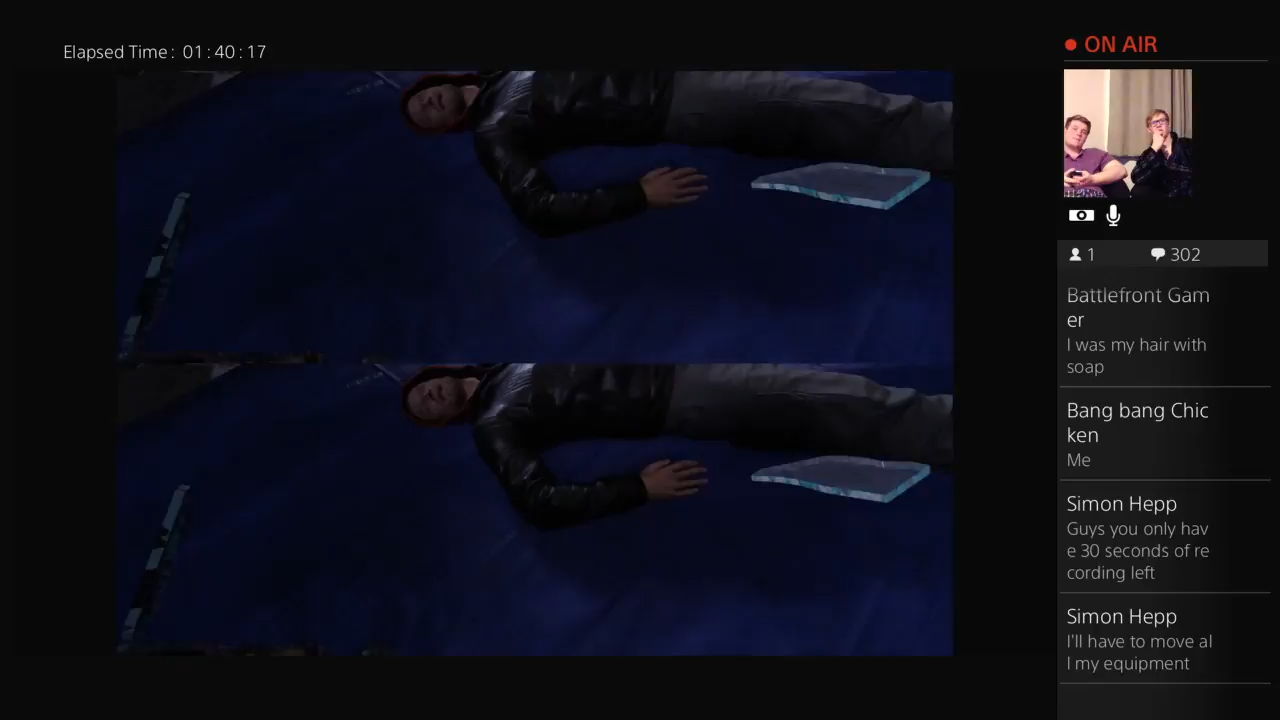 Elapsed Time: 01:40:17
ON AIR
1 302
Battlefront Gam
er
I was my hair with
soap
Bang bang Chic
ken
Me
Simon Hepp
Guys you only hav
e 30 seconds of re
cording left
Simon Hepp
I'll have to move al
l my equipment